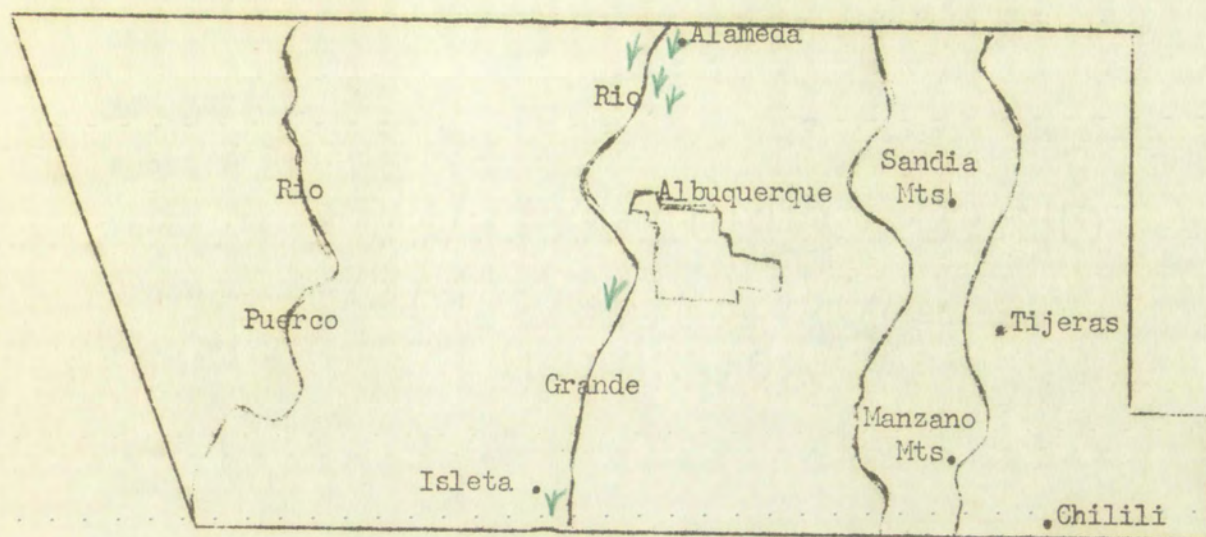 Alameda
Rio
Sandia
Mts.
Rio
Albuquerque
Puerco
Tijeras
Grande
Manzano
Mts.
Isleta
Chilili